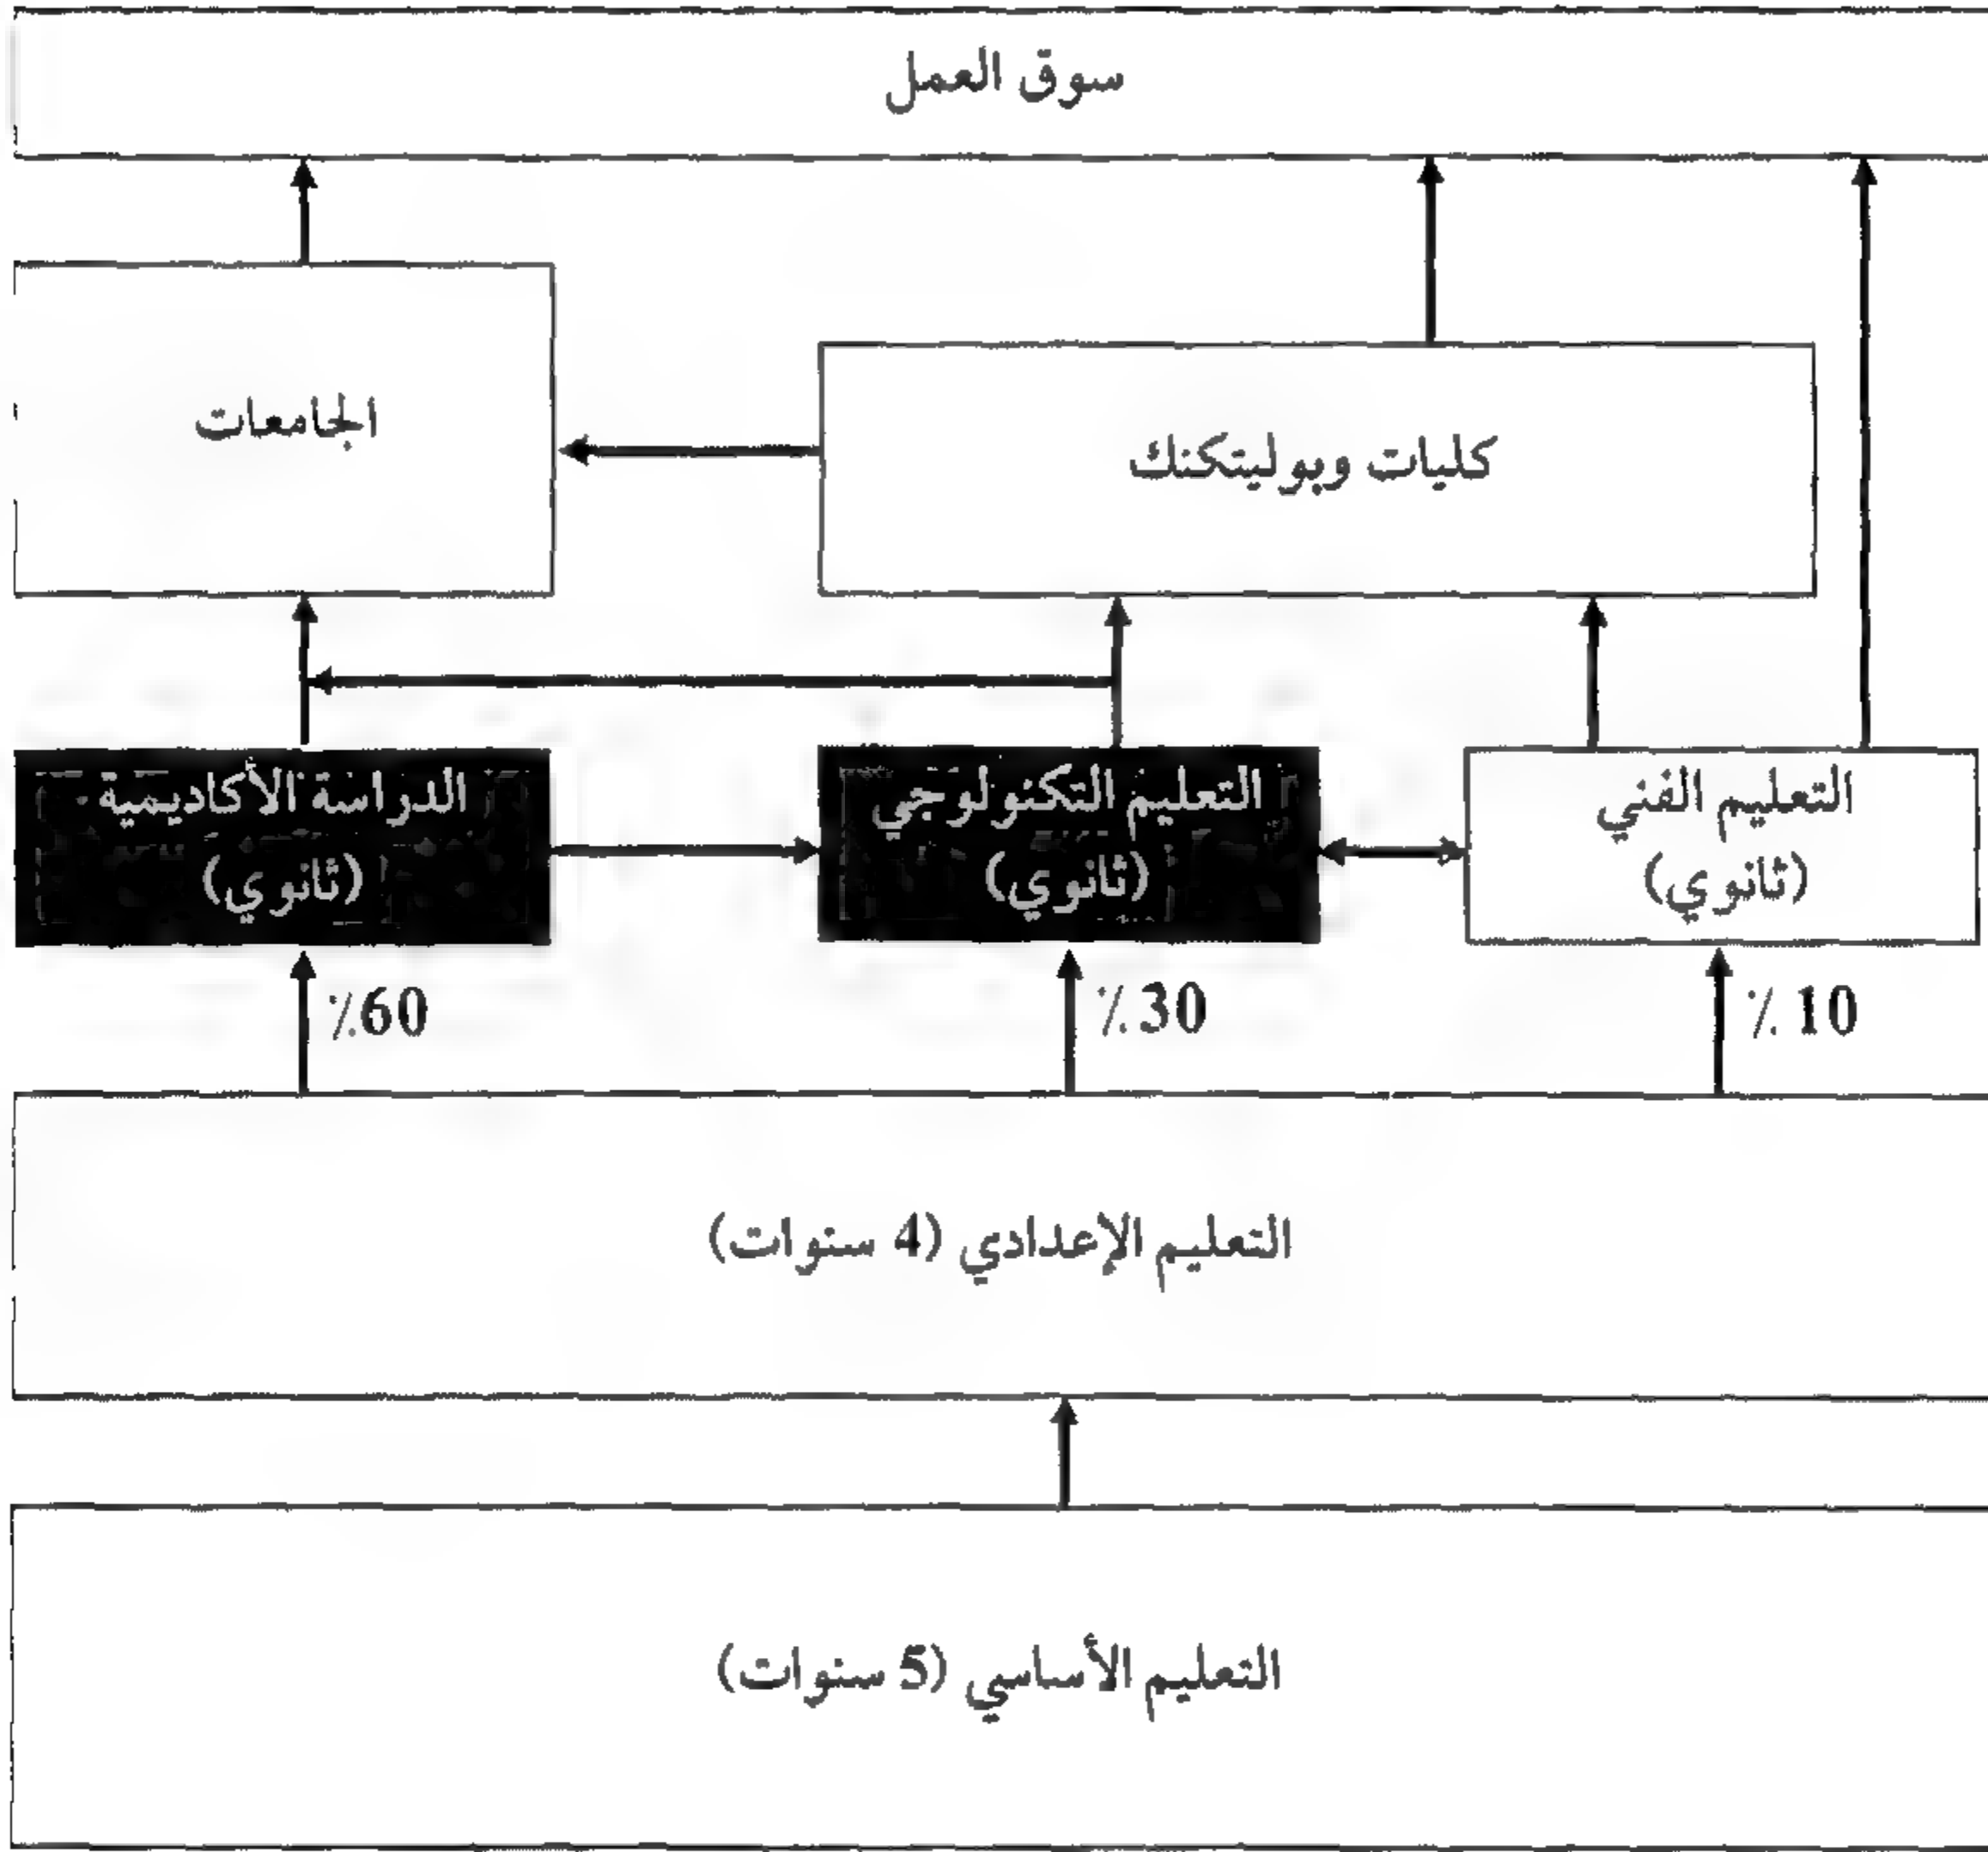 سوق العمل
الجامعات
كليات وبوليتكنك
التعليم الفني
(ثانوي)
التعليم التكنولوجي
(ثانوي)
الدراسة الأكاديمية
(ثانوي)
٪10
٪30
٪60
التعليم الإعدادي (4 سنوات)
التعليم الأساسي (5 سنوات)